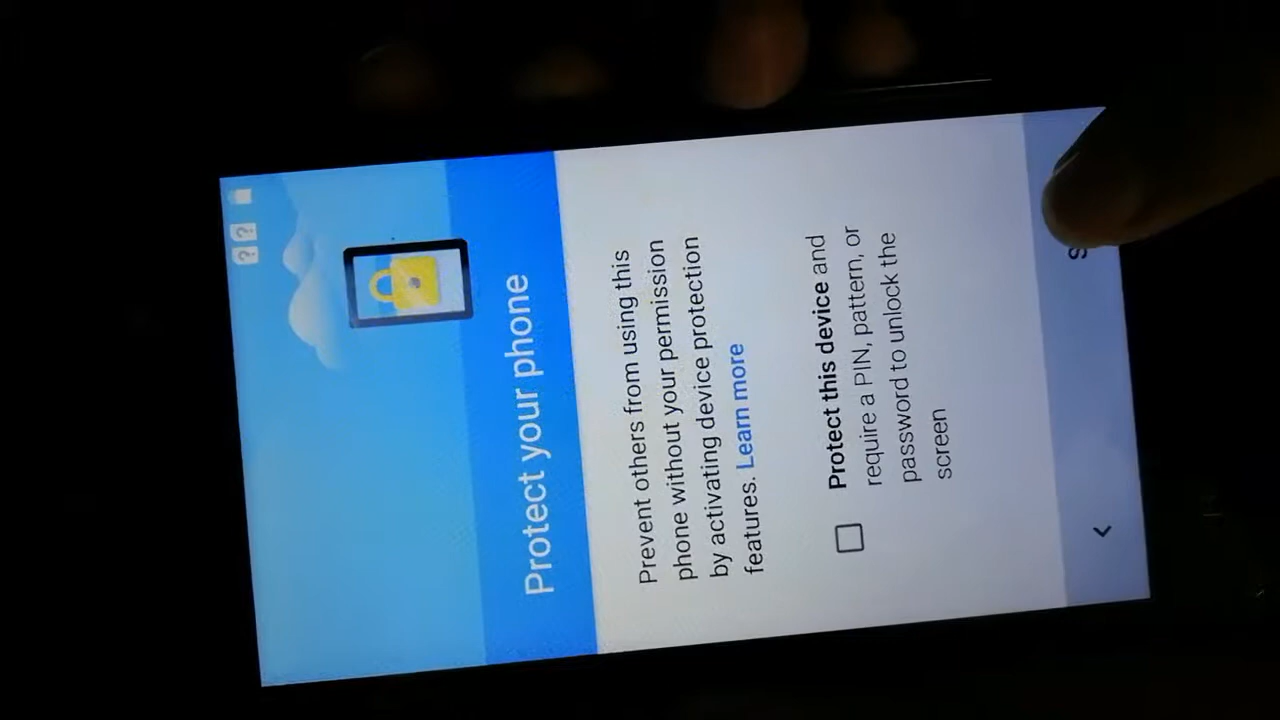 ? ?
Protect your phone
Prevent others from using this
phone without your permission
by activating device protection
features. Learn more
Protect this device and
require a PIN, pattern, or
password to unlock the
screen